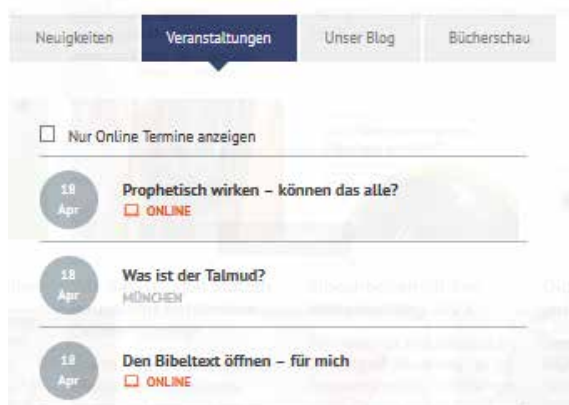 Neuigkeiten Veranstaltungen Unser Blog Bücherschau
Nur Online Termine anzeigen
18
Apr
Prophetisch wirken – können das alle?
ONLINE
18
Apr
Was ist der Talmud?
MÜNCHEN
18
Apr
Den Bibeltext öffnen – für mich
ONLINE